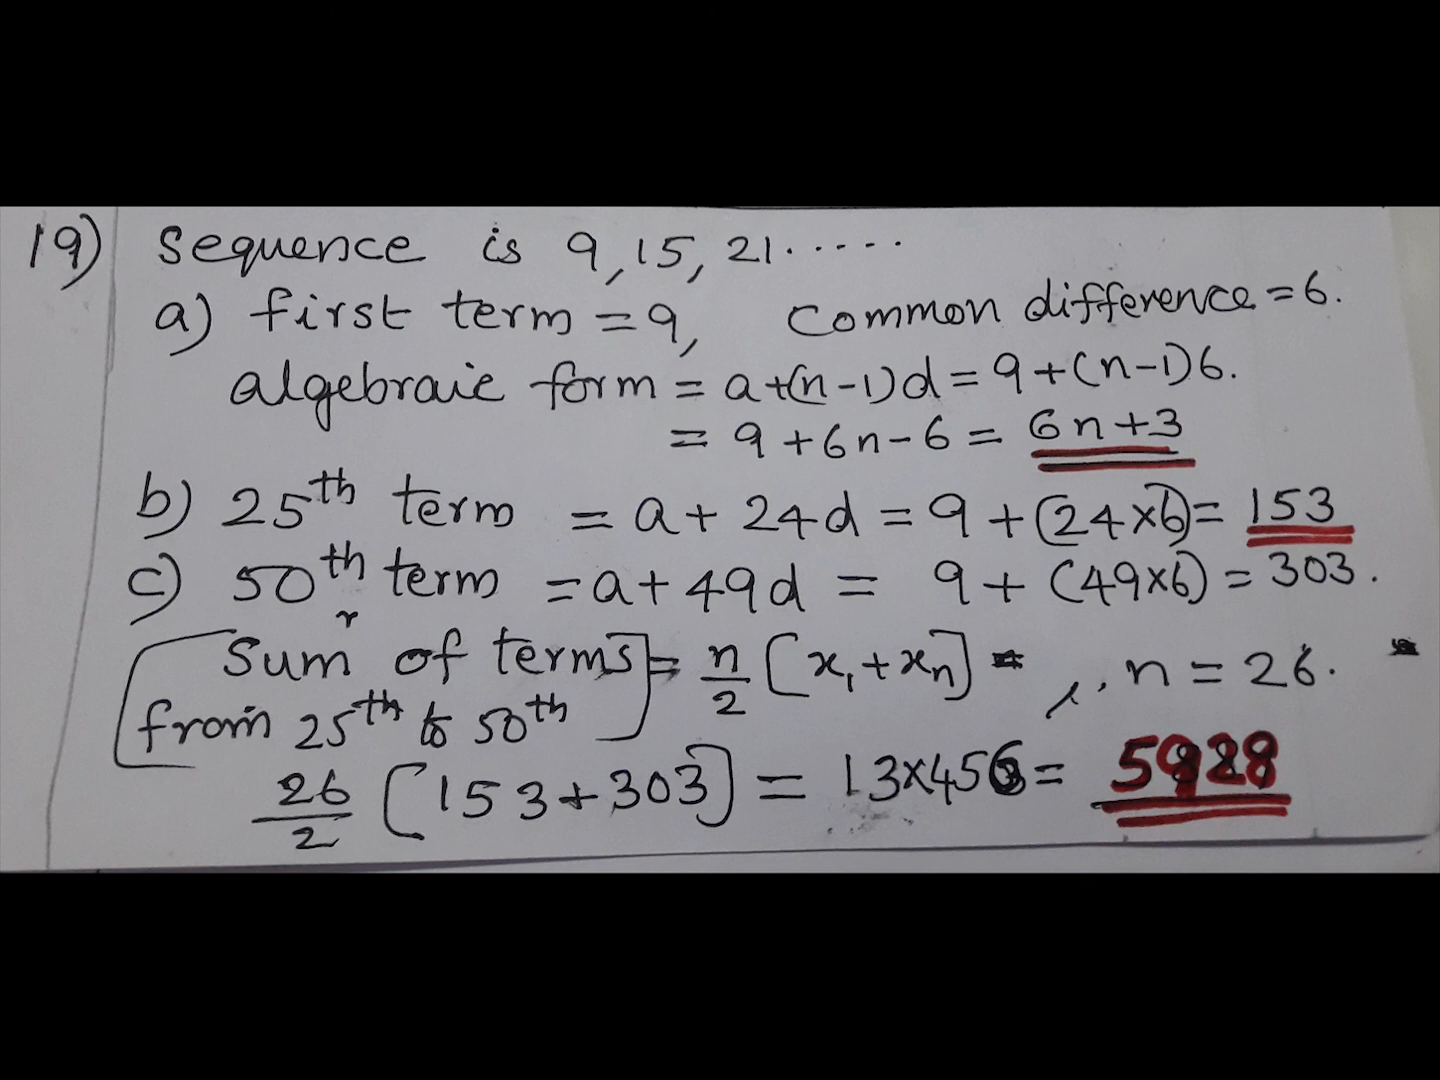 19) Sequence is 9, 15, 21......
a) first term = 9, Common difference = 6.
algebraic form = a+(n-1)d = 9+(n-1)6.
= 9+6n-6 = 6n+3
b) 25th term = a+24d = 9+(24×6) = 153
c) 50th term = a+49d = 9+(49×6) = 303.
Sum of terms = n/2 [x₁+xₙ] = , n = 26.
from 25th to 50th
26/2 [153+303] = 13×456 = 5928